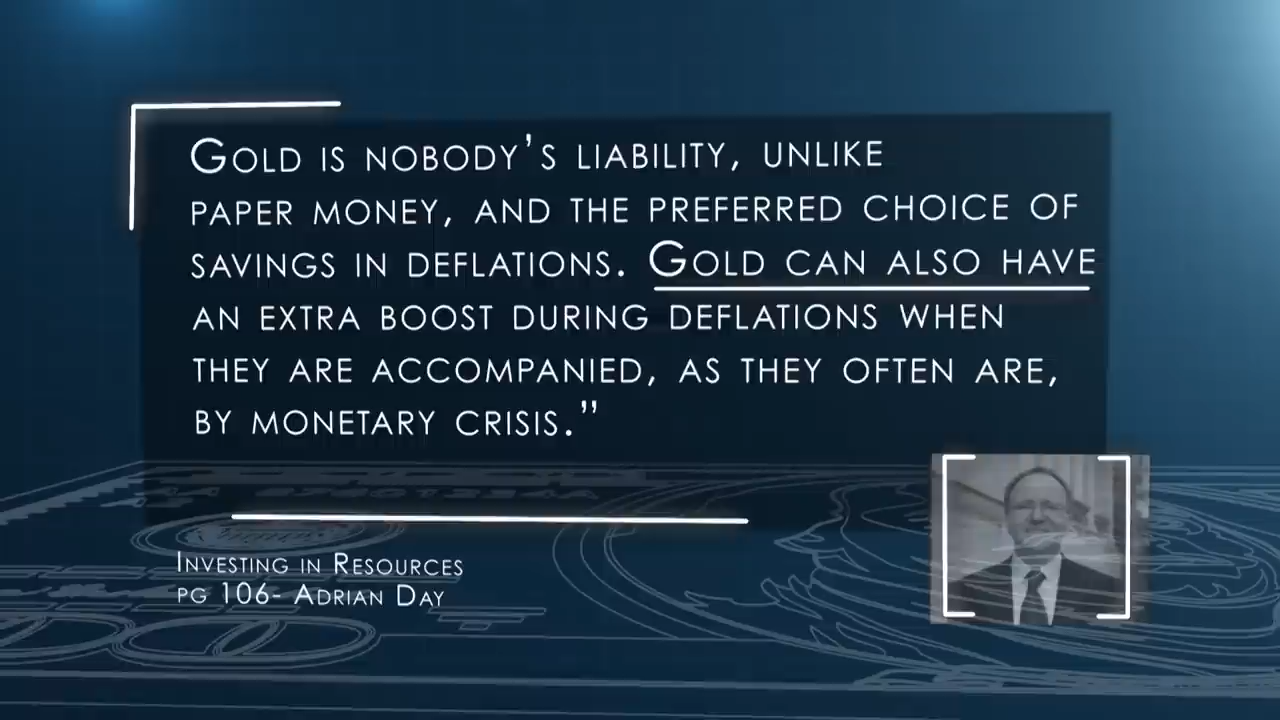 Gold is nobody's liability, unlike
paper money, and the preferred choice of
savings in deflations. Gold can also have
an extra boost during deflations when
they are accompanied, as they often are,
by monetary crisis.”
Investing in Resources
pg 106- Adrian Day